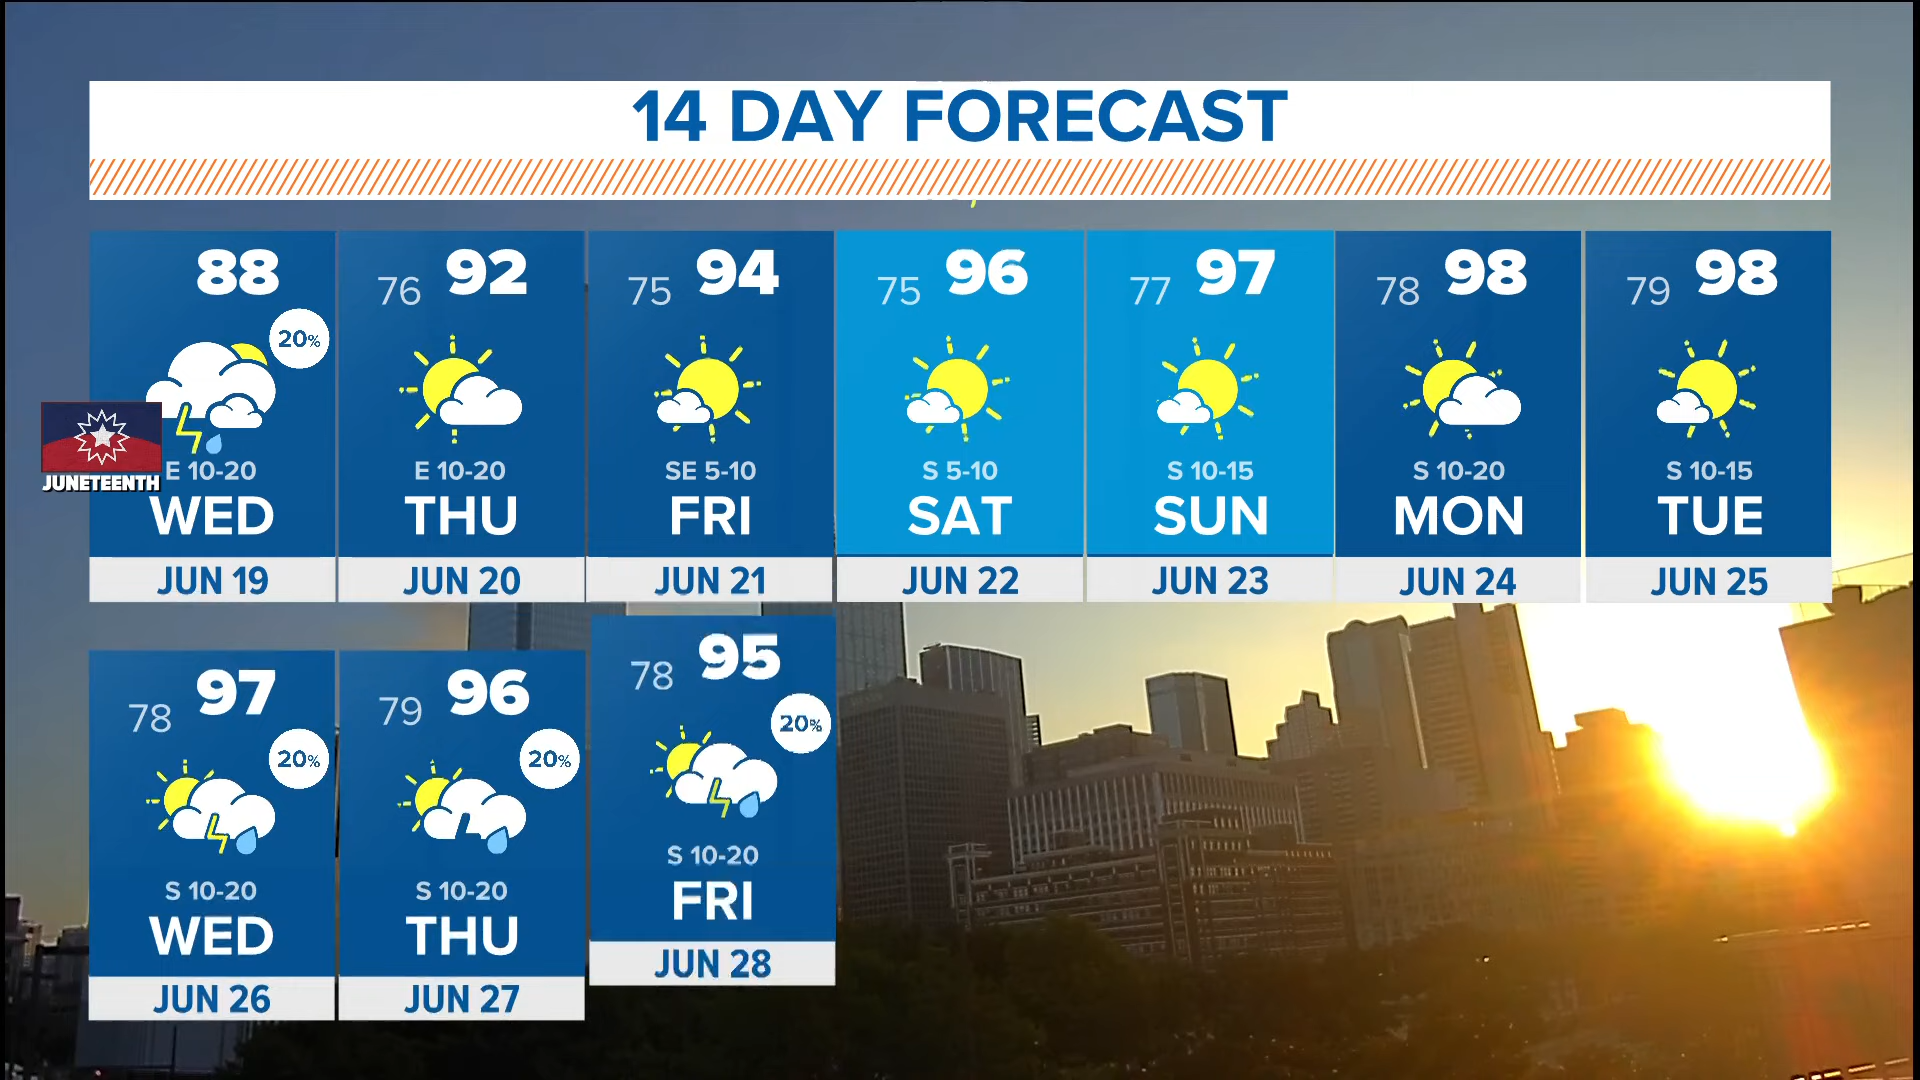 14 DAY FORECAST
88
20%
E 10-20
JUNETEENTH
WED
JUN 19
76 92
E 10-20
THU
JUN 20
75 94
SE 5-10
FRI
JUN 21
75 96
S 5-10
SAT
JUN 22
77 97
S 10-15
SUN
JUN 23
78 98
S 10-20
MON
JUN 24
79 98
S 10-15
TUE
JUN 25
78 97
20%
S 10-20
WED
JUN 26
79 96
20%
S 10-20
THU
JUN 27
78 95
20%
S 10-20
FRI
JUN 28